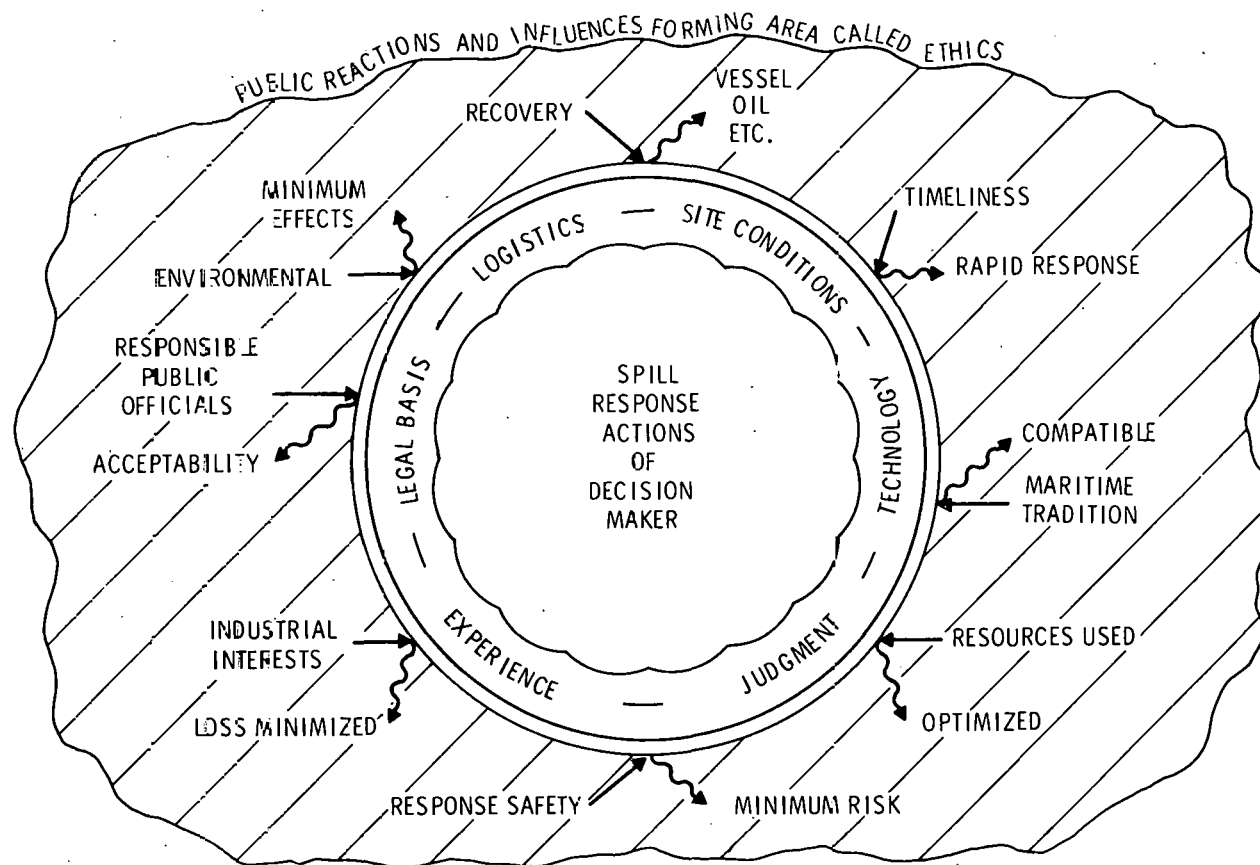 PUBLIC REACTIONS AND INFLUENCES FORMING AREA CALLED ETHICS
RECOVERY
VESSEL
OIL
ETC.
MINIMUM
EFFECTS
TIMELINESS
ENVIRONMENTAL
RAPID RESPONSE
LOGISTICS
SITE CONDITIONS
RESPONSIBLE
PUBLIC
OFFICIALS
ACCEPTABILITY
LEGAL BASIS
SPILL
RESPONSE
ACTIONS
OF
DECISION
MAKER
TECHNOLOGY
COMPATIBLE
MARITIME
TRADITION
INDUSTRIAL
INTERESTS
LOSS MINIMIZED
EXPERIENCE
JUDGMENT
RESOURCES USED
OPTIMIZED
RESPONSE SAFETY
MINIMUM RISK